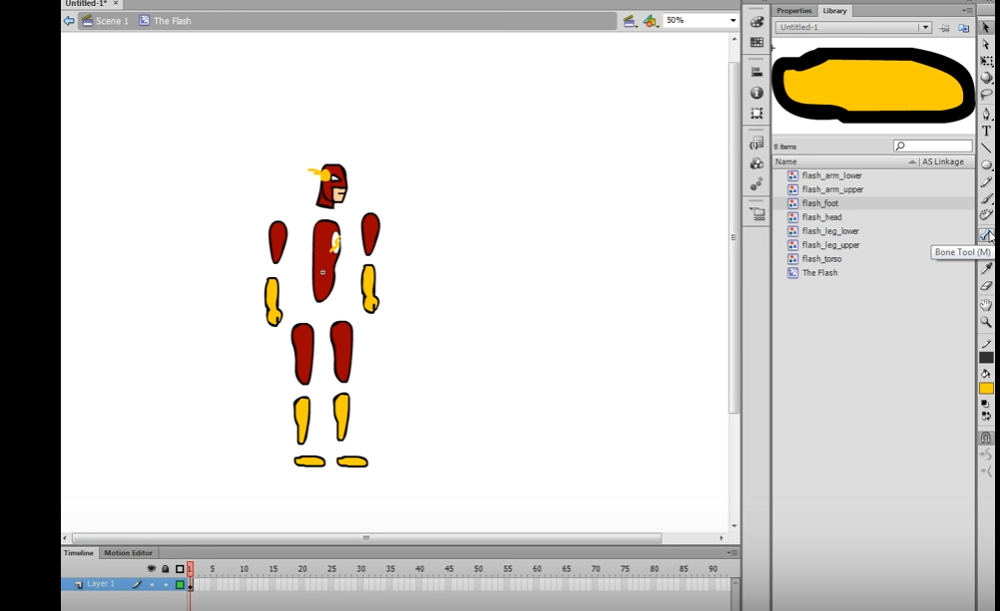 Untitled-1* ×
Scene 1 The Flash
50%
Properties Library
Untitled-1
8 items
Name AS Linkage
flash_arm_lower
flash_arm_upper
flash_foot
flash_head
flash_leg_lower
flash_leg_upper
flash_torso
The Flash
T
Bone Tool (M)
Timeline Motion Editor
1 5 10 15 20 25 30 35 40 45 50 55 60 65 70 75 80 85 90
Layer 1